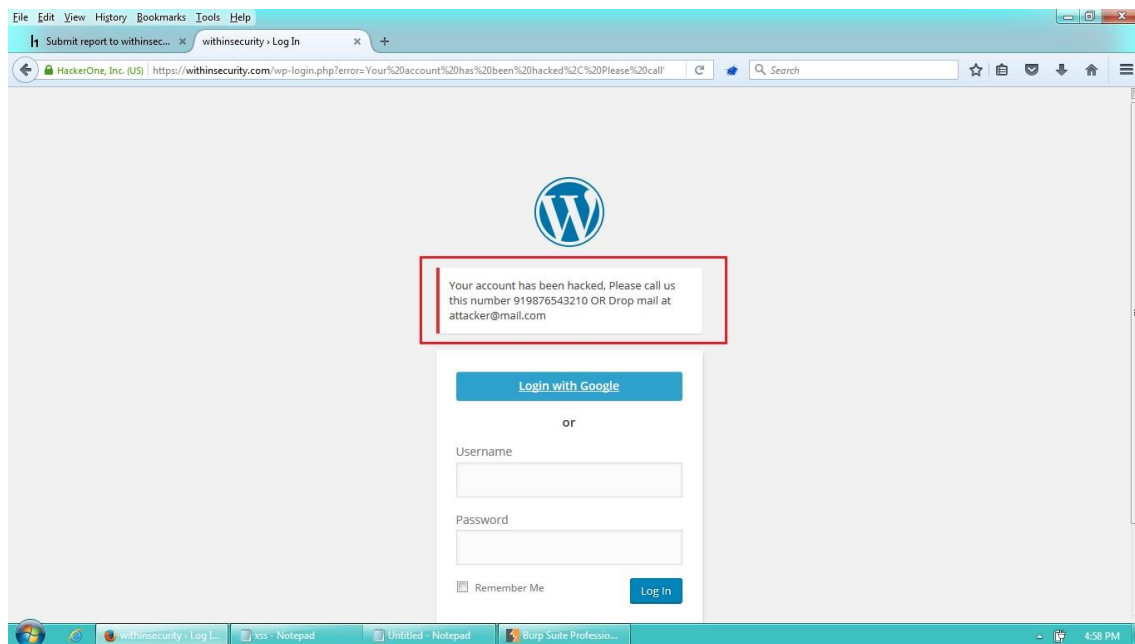 File Edit View History Bookmarks Tools Help
Submit report to withinsec... × withinsecurity › Log In × +
HackerOne, Inc. (US) https://withinsecurity.com/wp-login.php?error=Your%20account%20has%20been%20hacked%2C%20Please%20call' Search
Your account has been hacked, Please call us
this number 919876543210 OR Drop mail at
attacker@mail.com
Login with Google
or
Username
Password
Remember Me
Log In
withinsecurity › Log I... xss - Notepad Untitled - Notepad Burp Suite Professio... 4:58 PM